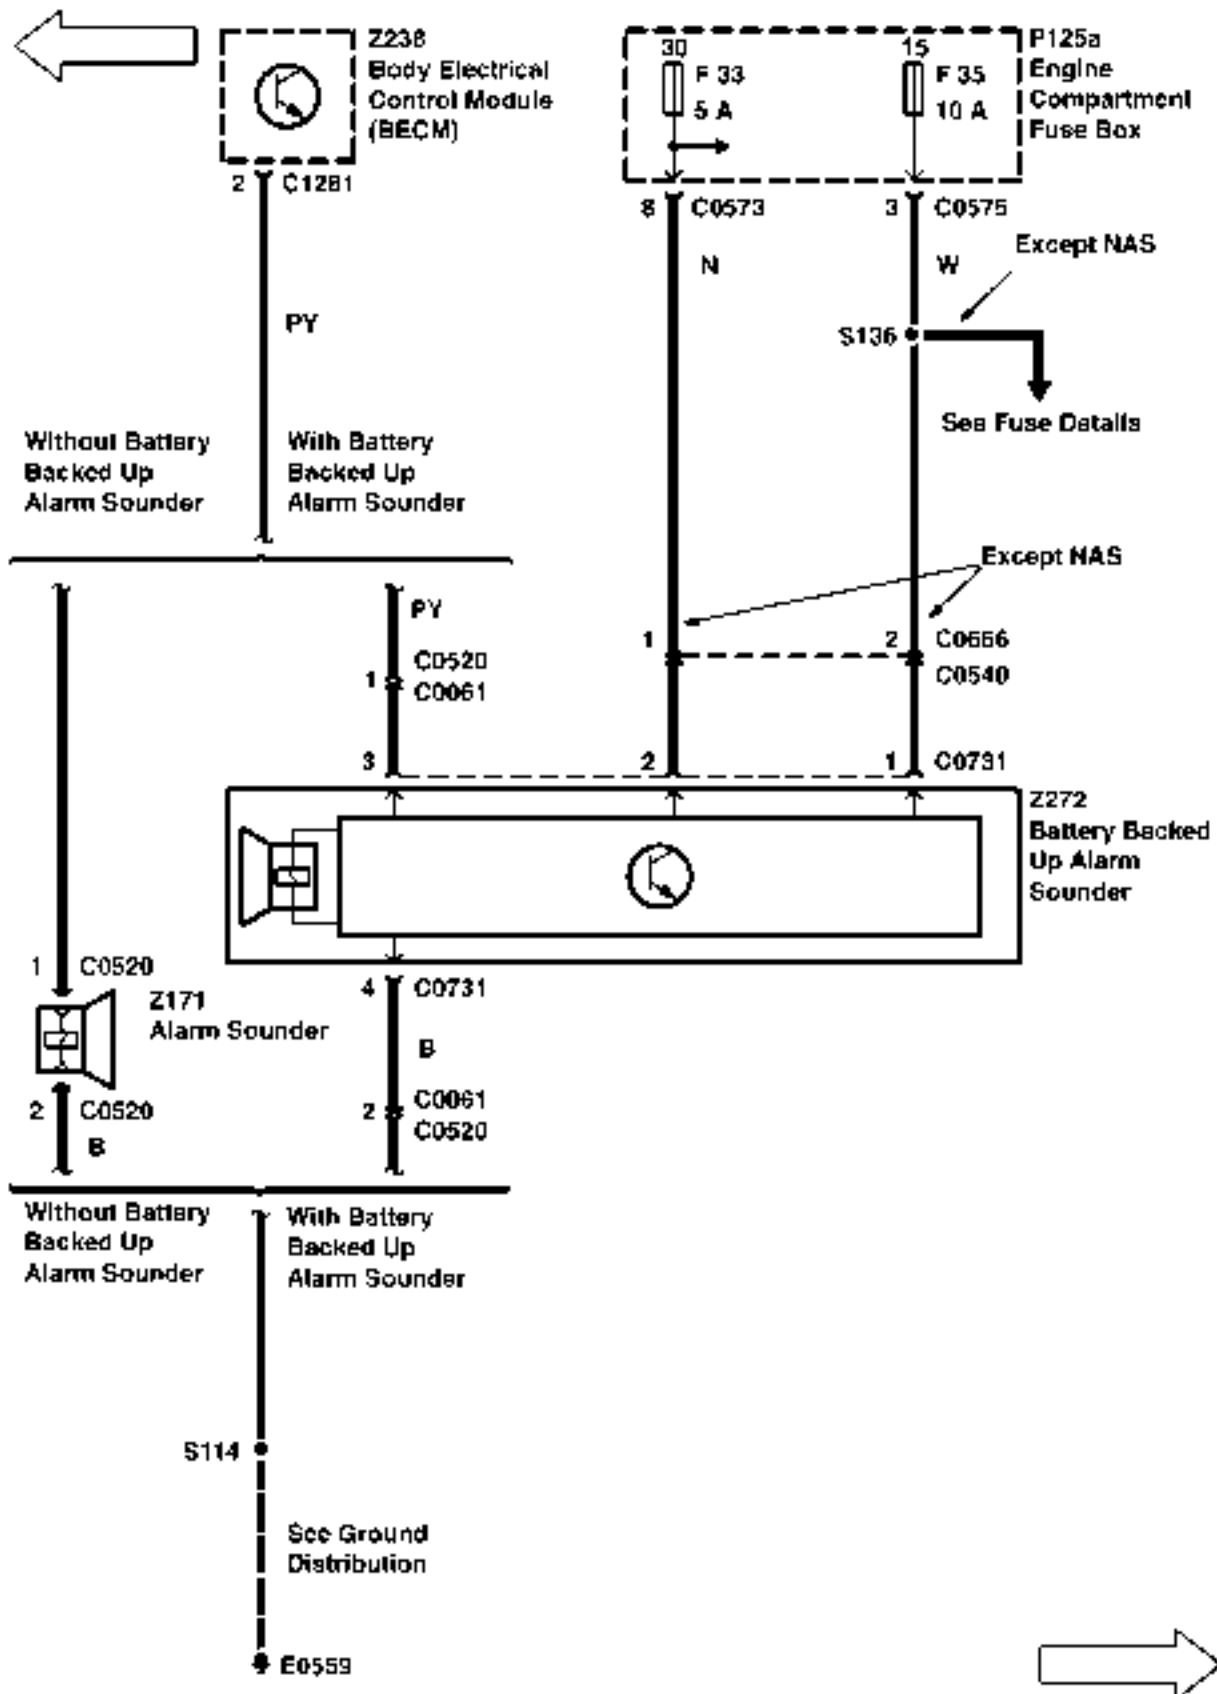 Z238
Body Electrical
Control Module
(BECM)
2 C1281
PY
30
F 33
5 A
15
F 35
10 A
P125a
Engine
Compartment
Fuse Box
8 C0573
3 C0575
N
W
Except NAS
S136
See Fuse Details
Without Battery
Backed Up
Alarm Sounder
With Battery
Backed Up
Alarm Sounder
Except NAS
PY
1
C0520
C0061
1
2
C0666
C0540
3
2
1 C0731
Z272
Battery Backed
Up Alarm
Sounder
1 C0520
Z171
Alarm Sounder
2 C0520
B
4 C0731
B
2
C0061
C0520
Without Battery
Backed Up
Alarm Sounder
With Battery
Backed Up
Alarm Sounder
S114
See Ground
Distribution
E0559